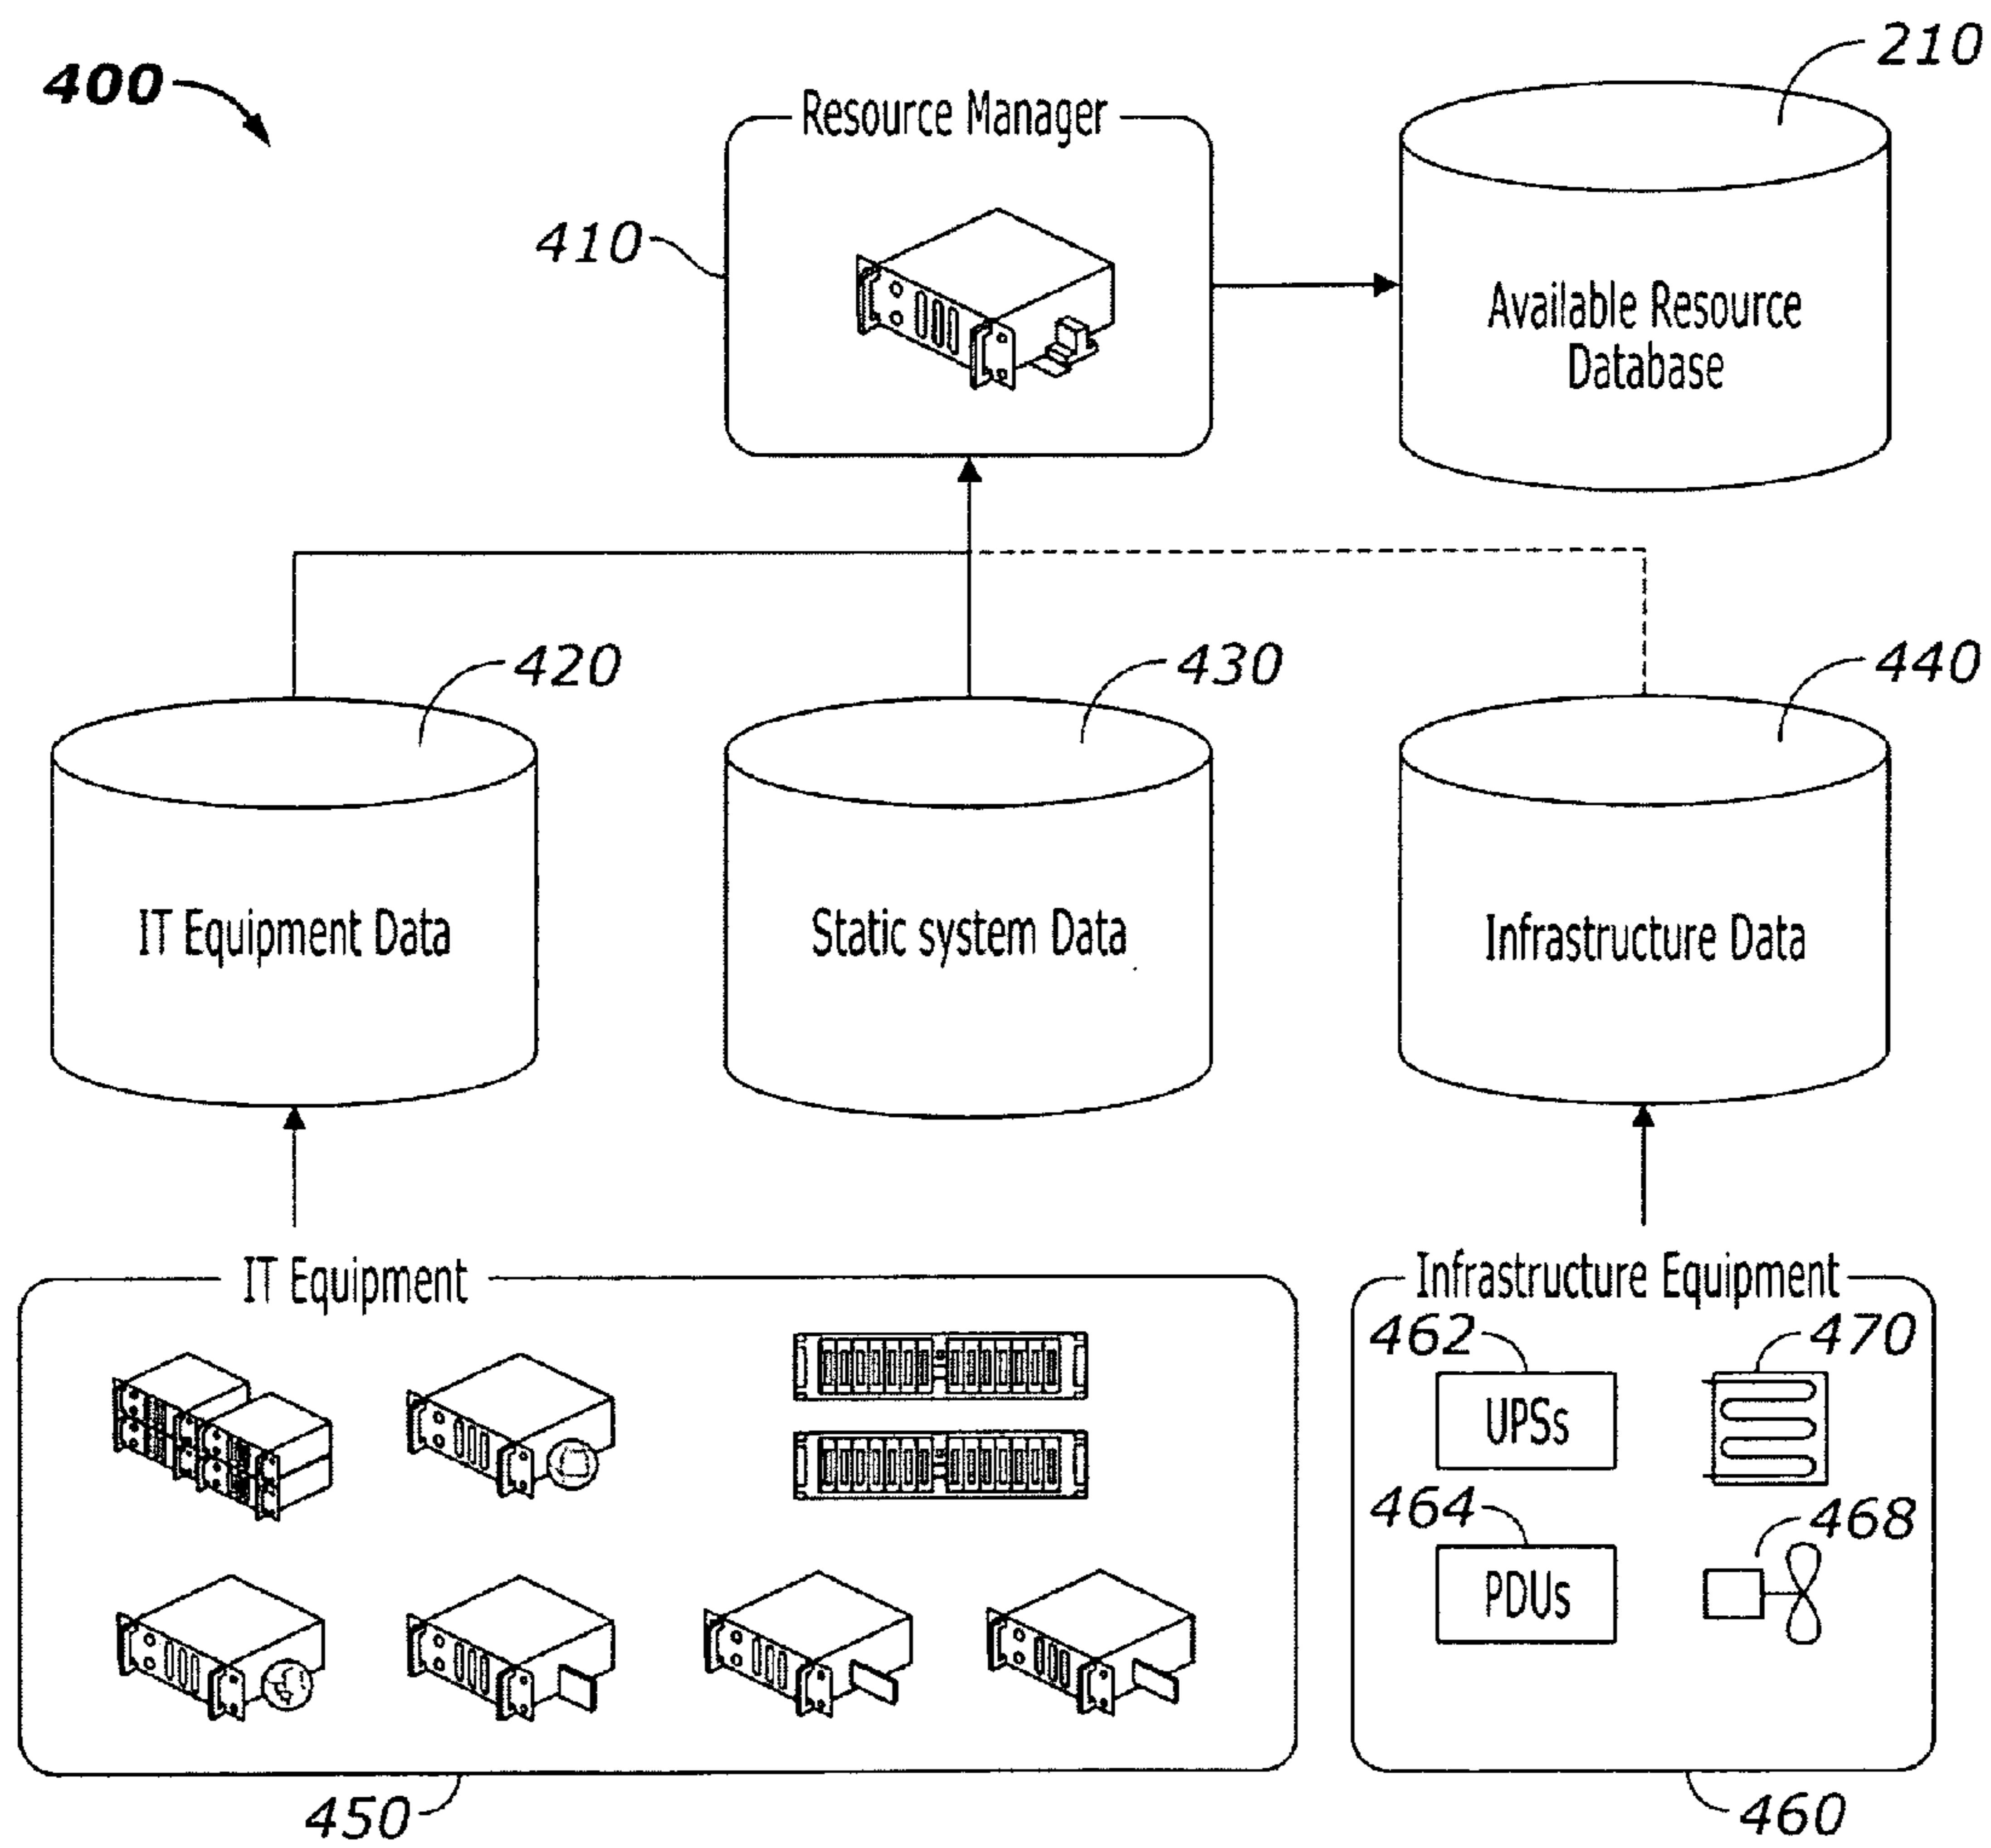 400
Resource Manager
210
410
Available Resource
Database
420
430
440
IT Equipment Data
Static system Data
Infrastructure Data
IT Equipment
Infrastructure Equipment
462
470
UPSs
464
468
PDUs
450
460